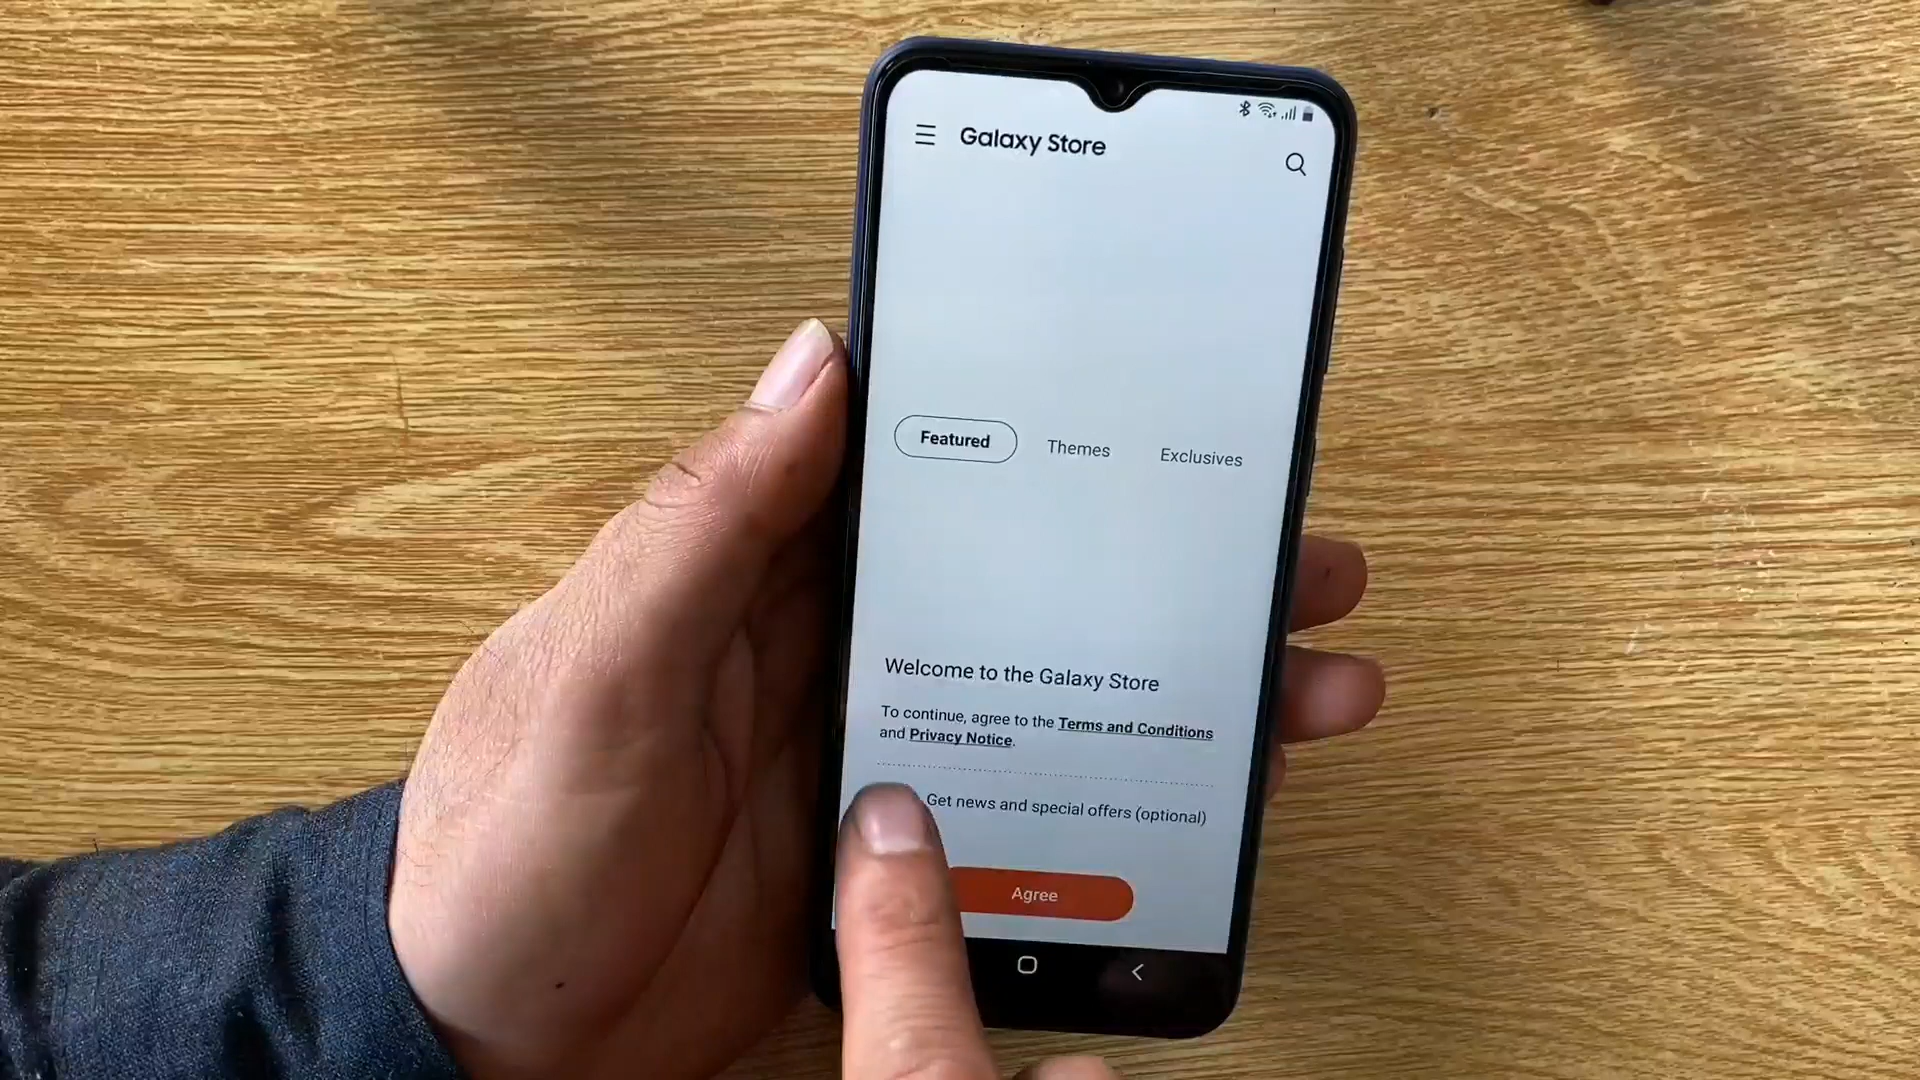 Galaxy Store
Featured
Themes
Exclusives
Welcome to the Galaxy Store
To continue, agree to the Terms and Conditions
and Privacy Notice.
Get news and special offers (optional)
Agree